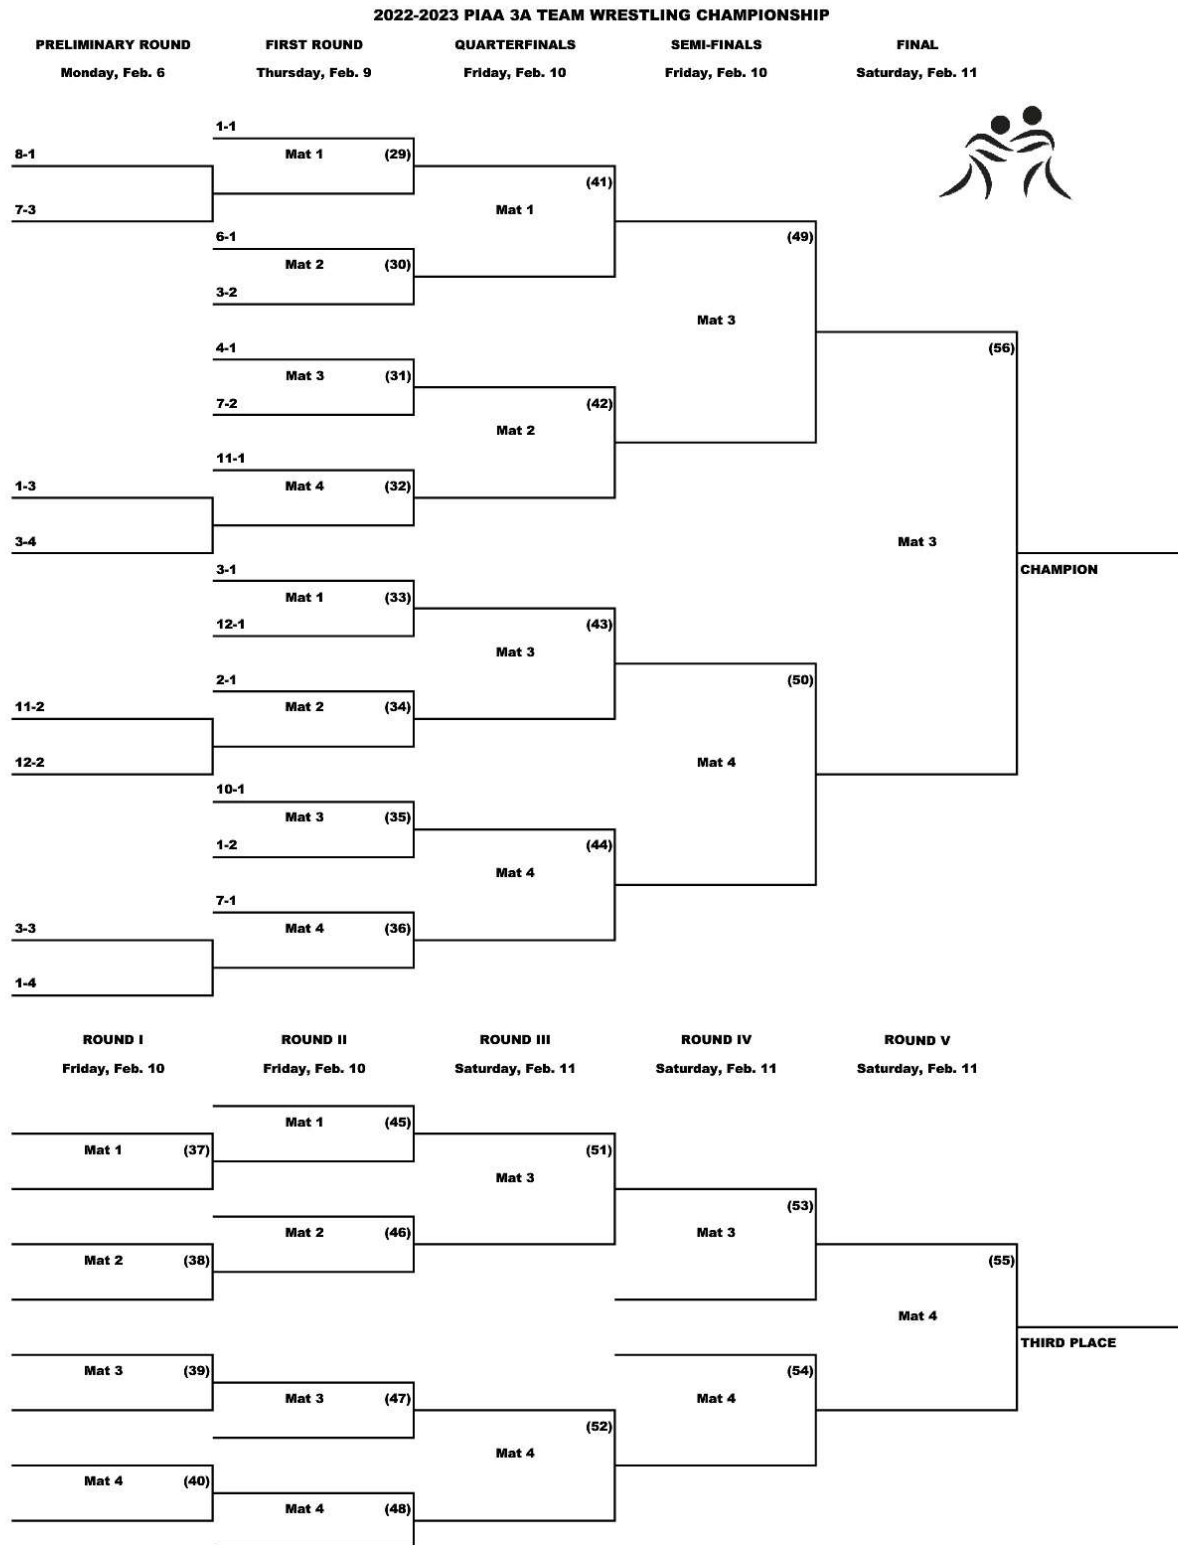 2022-2023 PIAA 3A TEAM WRESTLING CHAMPIONSHIP
PRELIMINARY ROUND FIRST ROUND QUARTERFINALS SEMI-FINALS FINAL
Monday, Feb. 6 Thursday, Feb. 9 Friday, Feb. 10 Friday, Feb. 10 Saturday, Feb. 11
1-1
8-1 Mat 1 (29)
(41)
7-3 Mat 1
6-1 (49)
Mat 2 (30)
3-2
Mat 3
4-1 (56)
Mat 3 (31)
7-2 (42)
Mat 2
11-1
1-3 Mat 4 (32)
3-4 Mat 3
3-1 CHAMPION
Mat 1 (33)
12-1 (43)
Mat 3
2-1 (50)
11-2 Mat 2 (34)
12-2 Mat 4
10-1
Mat 3 (35)
1-2 (44)
Mat 4
7-1
3-3 Mat 4 (36)
1-4
ROUND I ROUND II ROUND III ROUND IV ROUND V
Friday, Feb. 10 Friday, Feb. 10 Saturday, Feb. 11 Saturday, Feb. 11 Saturday, Feb. 11
Mat 1 (45)
Mat 1 (37) (51)
Mat 3
(53)
Mat 2 (46) Mat 3
Mat 2 (38) (55)
Mat 4
THIRD PLACE
Mat 3 (39) (54)
Mat 3 (47) Mat 4
(52)
Mat 4
Mat 4 (40)
Mat 4 (48)